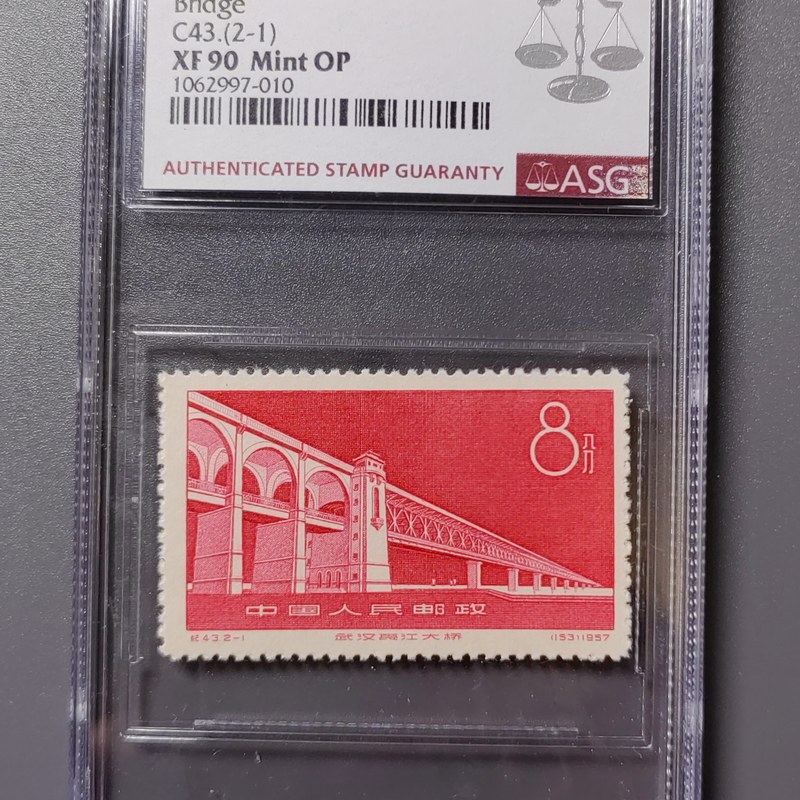 Bridge
C43.(2-1)
XF 90 Mint OP
1062997-010
AUTHENTICATED STAMP GUARANTY
ASG
8分
中国人民邮政
纪43.2-1
武汉長江大桥
(153)1957